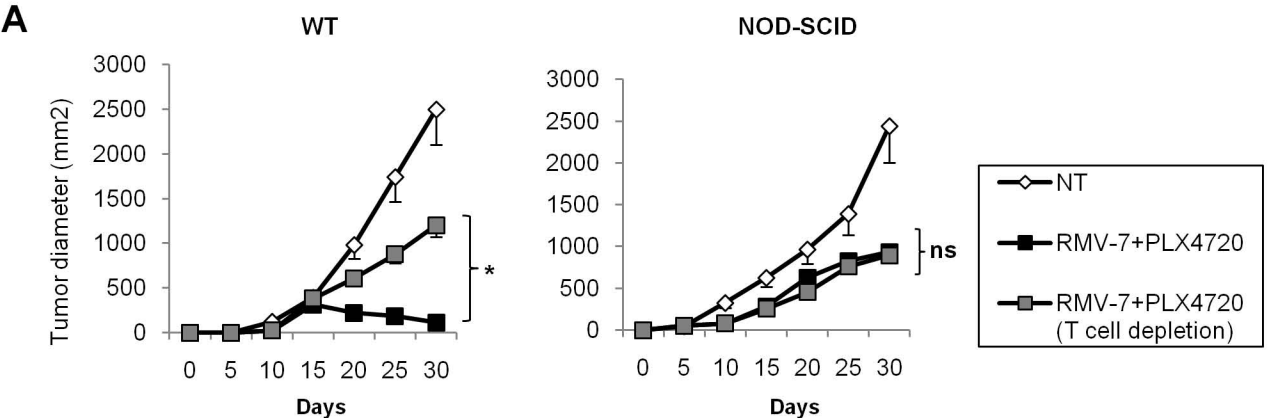 A
WT
3000
2500
2000
1500
1000
500
0
Tumor diameter (mm2)
0 5 10 15 20 25 30
Days
*
NOD-SCID
3000
2500
2000
1500
1000
500
0
0 5 10 15 20 25 30
Days
ns
NT
RMV-7+PLX4720
RMV-7+PLX4720
(T cell depletion)